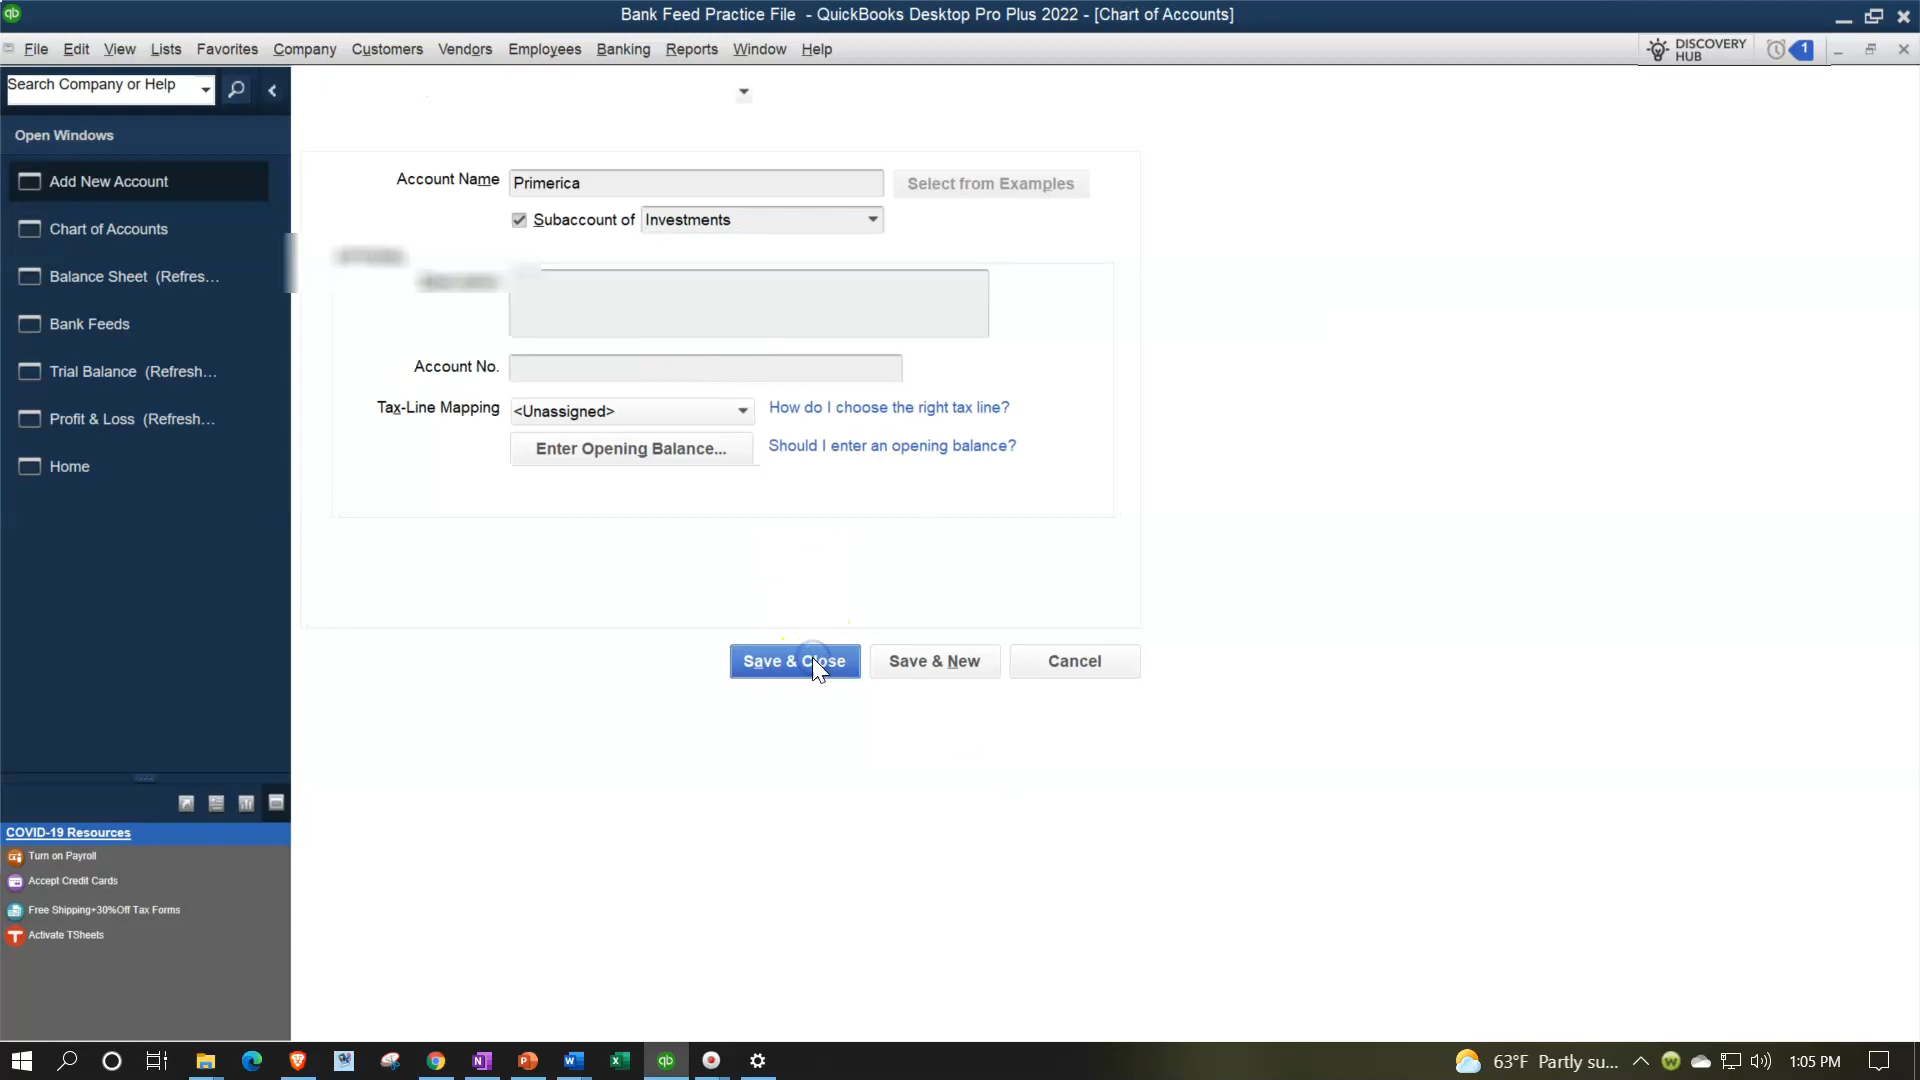 qb
Bank Feed Practice File - QuickBooks Desktop Pro Plus 2022 - [Chart of Accounts]
File Edit View Lists Favorites Company Customers Vendors Employees Banking Reports Window Help
DISCOVERY HUB
1
Search Company or Help
Open Windows
Add New Account
Chart of Accounts
Balance Sheet (Refres...
Bank Feeds
Trial Balance (Refresh...
Profit & Loss (Refresh...
Home
Account Name Primerica Select from Examples
Subaccount of Investments
Account No.
Tax-Line Mapping <Unassigned> How do I choose the right tax line?
Enter Opening Balance... Should I enter an opening balance?
Save & Close Save & New Cancel
COVID-19 Resources
Turn on Payroll
Accept Credit Cards
Free Shipping+30%Off Tax Forms
Activate TSheets
63°F Partly su... 1:05 PM